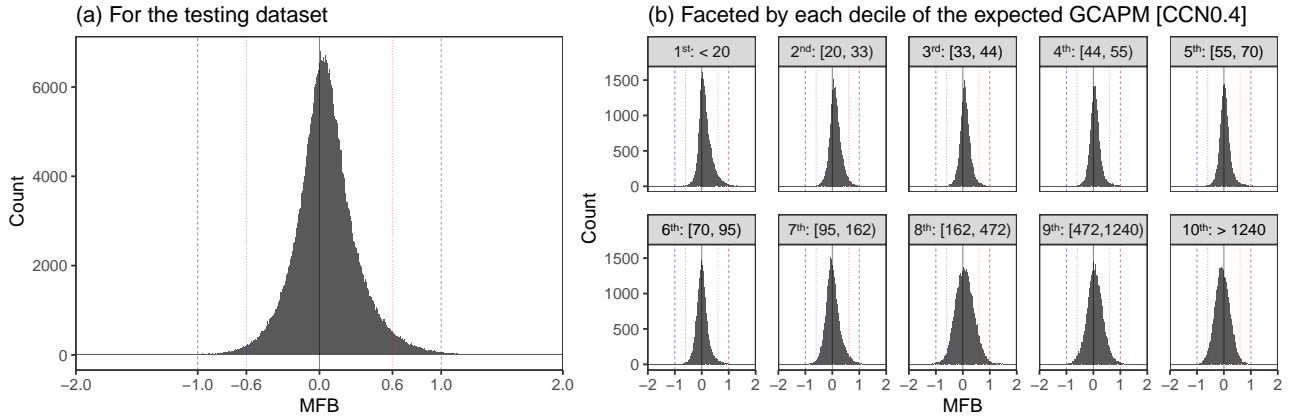 (a) For the testing dataset
Count
6000
4000
2000
0
−2.0 −1.0 −0.6 0.0 0.6 1.0 2.0
MFB
(b) Faceted by each decile of the expected GCAPM [CCN0.4]
1st: < 20 2nd: [20, 33) 3rd: [33, 44) 4th: [44, 55) 5th: [55, 70)
1500
1000
500
0
Count
6th: [70, 95) 7th: [95, 162) 8th: [162, 472) 9th: [472,1240) 10th: > 1240
1500
1000
500
0
−2 −1 0 1 2 −2 −1 0 1 2 −2 −1 0 1 2 −2 −1 0 1 2 −2 −1 0 1 2
MFB